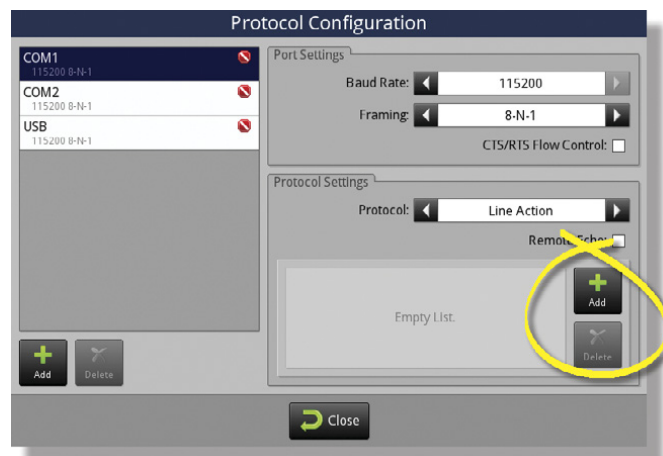 Protocol Configuration
COM1
115200 8-N-1
COM2
115200 8-N-1
USB
115200 8-N-1
Add
Delete
Port Settings
Baud Rate:
115200
Framing:
8-N-1
CTS/RTS Flow Control:
Protocol Settings
Protocol:
Line Action
Remote Echo:
Empty List.
Add
Delete
Close